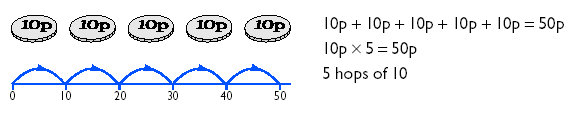 10p 10p 10p 10p 10p
0 10 20 30 40 50
10p + 10p + 10p + 10p + 10p = 50p
10p × 5 = 50p
5 hops of 10